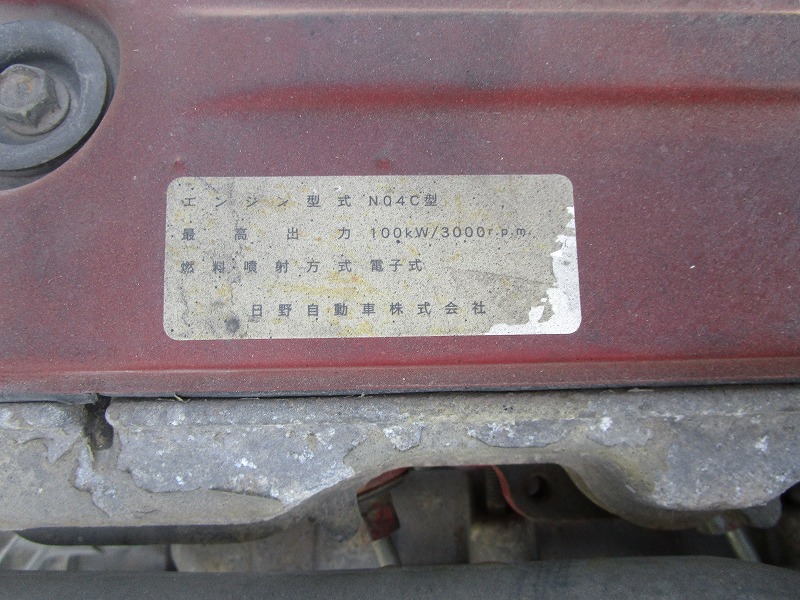 エンジン型式 N04C型
最高出力 100kW/3000r.p.m.
燃料噴射方式 電子式
日野自動車株式会社